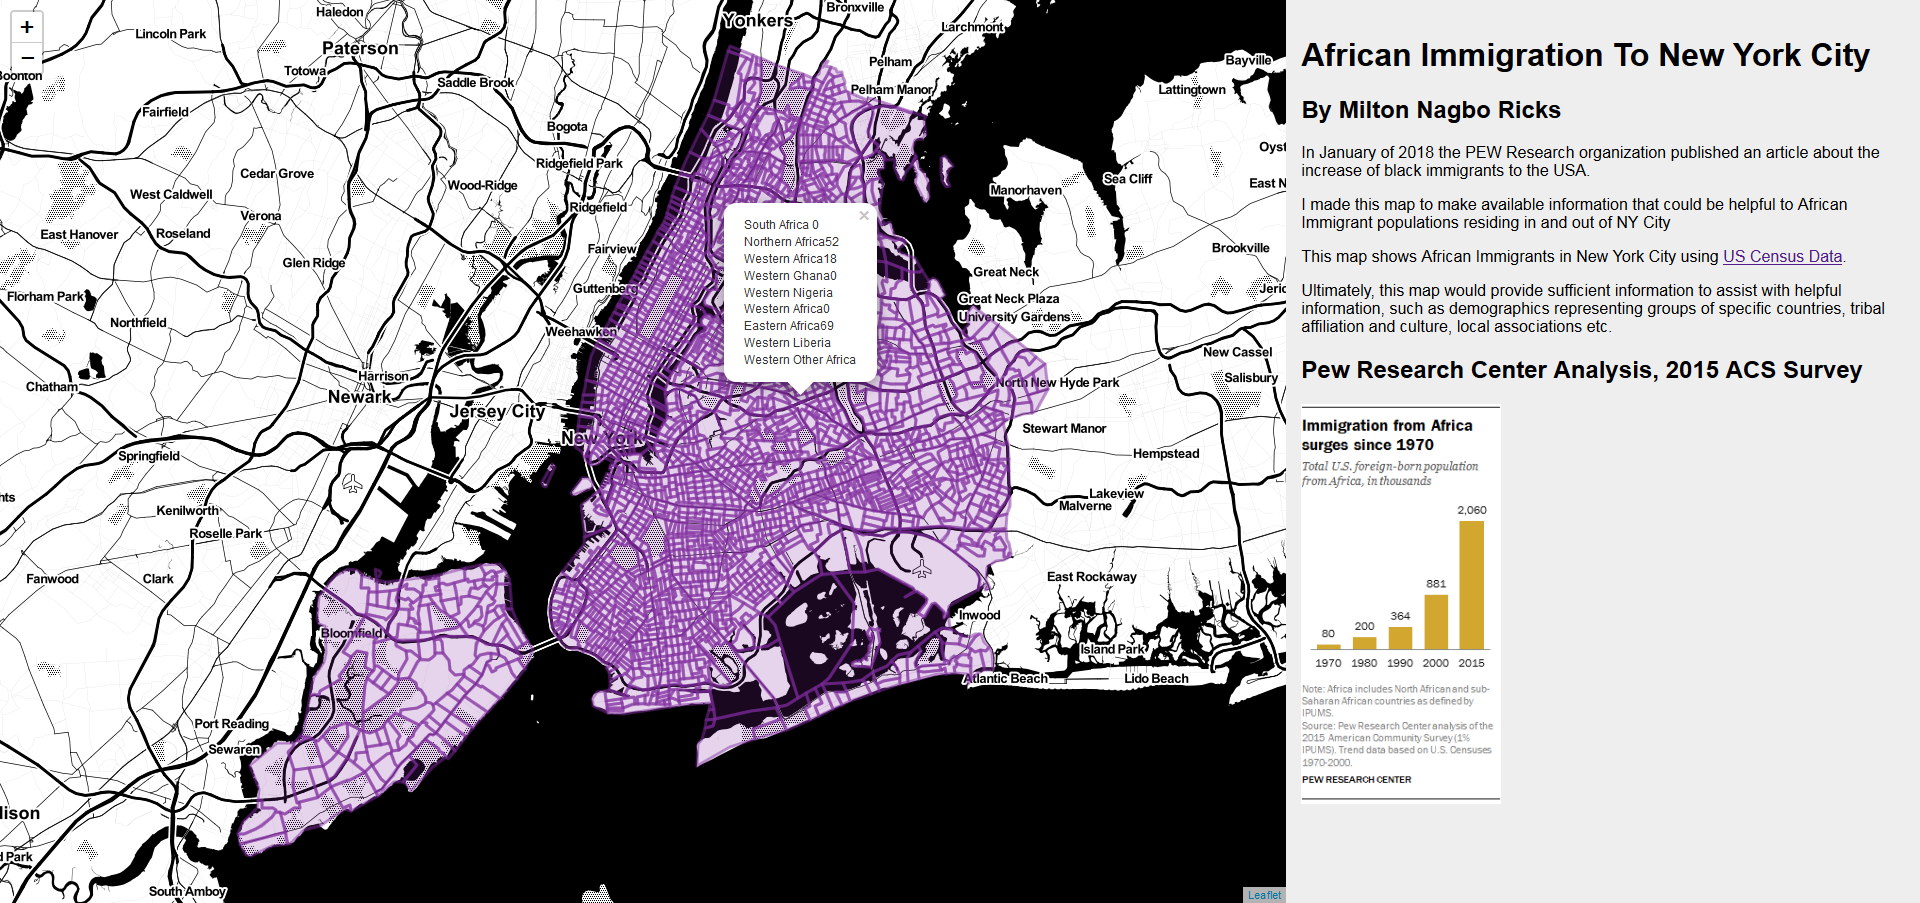 +
−
Haledon
Lincoln Park
Paterson
Totowa
Boonton
Saddle Brook
Fairfield
Bogota
Ridgefield Park
Cedar Grove
Wood-Ridge
West Caldwell
Ridgefield
Verona
East Hanover
Roseland
Fairview
Glen Ridge
Guttenberg
Florham Park
Northfield
Weehawken
Harrison
Chatham
Newark
Jersey City
New York
Springfield
hts
Kenilworth
Roselle Park
Fanwood
Clark
Bloomfield
Port Reading
Sewaren
lison
d Park
South Amboy
Yonkers
Bronxville
Larchmont
Pelham
Bayville
Pelham Manor
Lattingtown
Oyst
Sea Cliff
East N
Manorhaven
Brookville
Great Neck
Jeric
Great Neck Plaza
University Gardens
New Cassel
North New Hyde Park
Salisbury
Stewart Manor
Hempstead
Lakeview
Malverne
East Rockaway
Inwood
Island Park
Atlantic Beach
Lido Beach
×
South Africa 0
Northern Africa52
Western Africa18
Western Ghana0
Western Nigeria
Western Africa0
Eastern Africa69
Western Liberia
Western Other Africa
Leaflet
African Immigration To New York City
By Milton Nagbo Ricks
In January of 2018 the PEW Research organization published an article about the
increase of black immigrants to the USA.
I made this map to make available information that could be helpful to African
Immigrant populations residing in and out of NY City
This map shows African Immigrants in New York City using US Census Data.
Ultimately, this map would provide sufficient information to assist with helpful
information, such as demographics representing groups of specific countries, tribal
affiliation and culture, local associations etc.
Pew Research Center Analysis, 2015 ACS Survey
Immigration from Africa
surges since 1970
Total U.S. foreign-born population
from Africa, in thousands
2,060
881
364
200
80
1970 1980 1990 2000 2015
Note: Africa includes North African and sub-
Saharan African countries as defined by
IPUMS.
Source: Pew Research Center analysis of the
2015 American Community Survey (1%
IPUMS). Trend data based on U.S. Censuses
1970-2000.
PEW RESEARCH CENTER